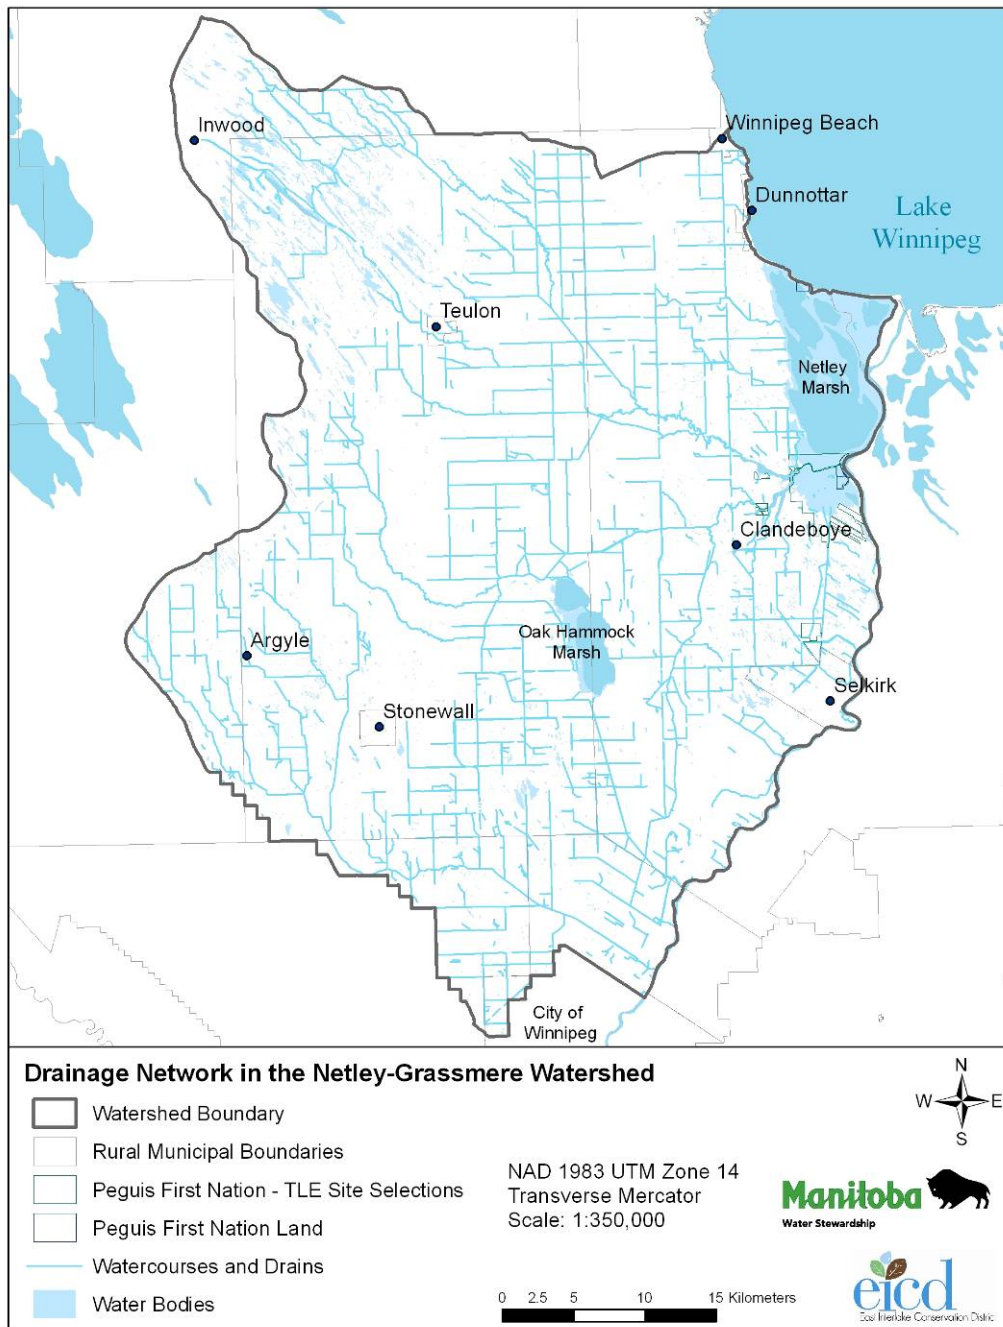 Inwood
Winnipeg Beach
Dunnottar
Lake
Winnipeg
Teulon
Netley
Marsh
Clandeboye
Oak Hammock
Marsh
Argyle
Selkirk
Stonewall
City of
Winnipeg
Drainage Network in the Netley-Grassmere Watershed
Watershed Boundary
Rural Municipal Boundaries
Peguis First Nation - TLE Site Selections
Peguis First Nation Land
Watercourses and Drains
Water Bodies
NAD 1983 UTM Zone 14
Transverse Mercator
Scale: 1:350,000
0 2.5 5 10 15 Kilometers
N
W E
S
Manitoba
Water Stewardship
eicd
East Interlake Conservation District